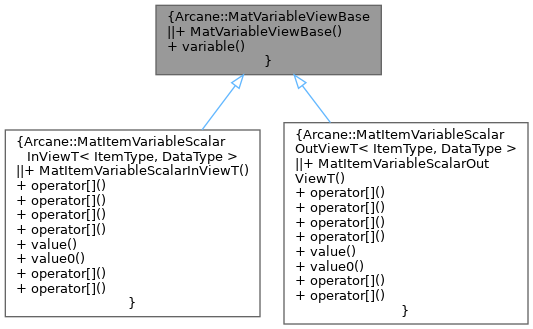 {Arcane::MatVariableViewBase
||+ MatVariableViewBase()
+ variable()
}
{Arcane::MatItemVariableScalar
InViewT< ItemType, DataType >
||+ MatItemVariableScalarInViewT()
+ operator[]()
+ operator[]()
+ operator[]()
+ operator[]()
+ value()
+ value0()
+ operator[]()
+ operator[]()
}
{Arcane::MatItemVariableScalar
OutViewT< ItemType, DataType >
||+ MatItemVariableScalarOut
ViewT()
+ operator[]()
+ operator[]()
+ operator[]()
+ operator[]()
+ value()
+ value0()
+ operator[]()
+ operator[]()
}